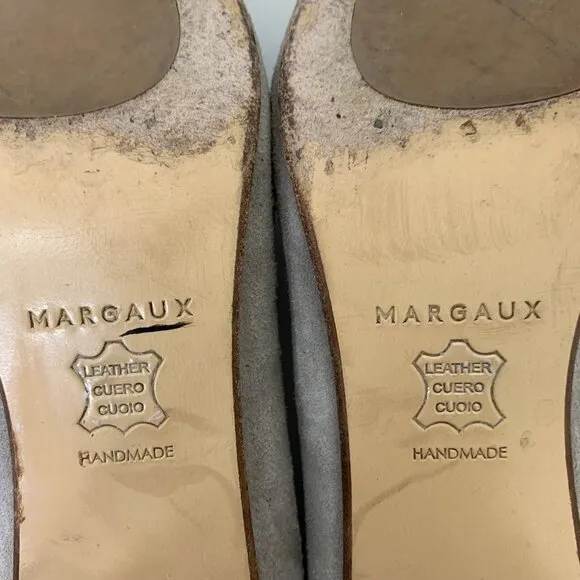 MARGAUX
LEATHER
CUERO
CUOIO
HANDMADE
MARGAUX
LEATHER
CUERO
CUOIO
HANDMADE